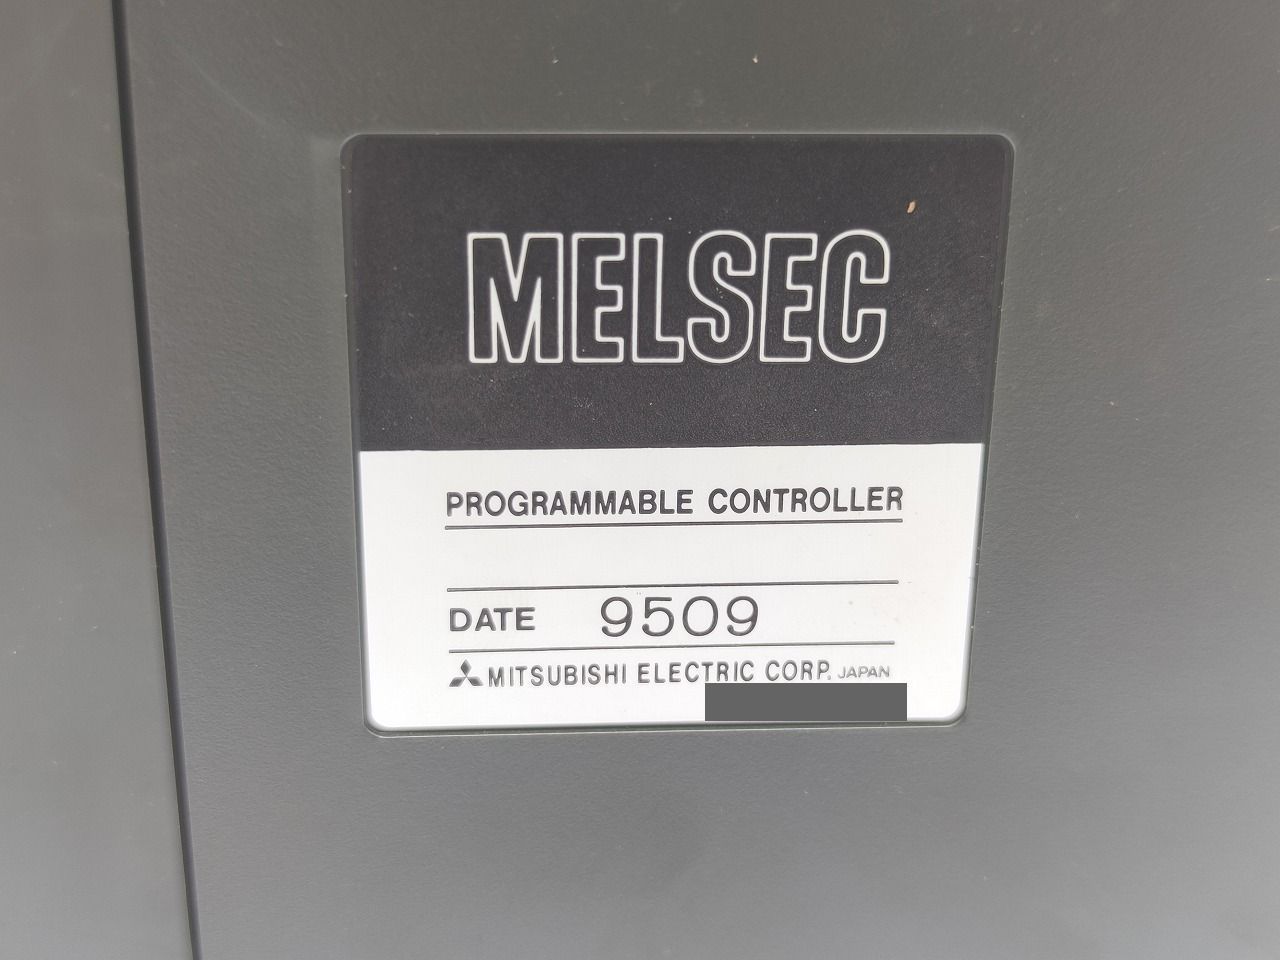 MELSEC
PROGRAMMABLE CONTROLLER
DATE 9509
MITSUBISHI ELECTRIC CORP. JAPAN